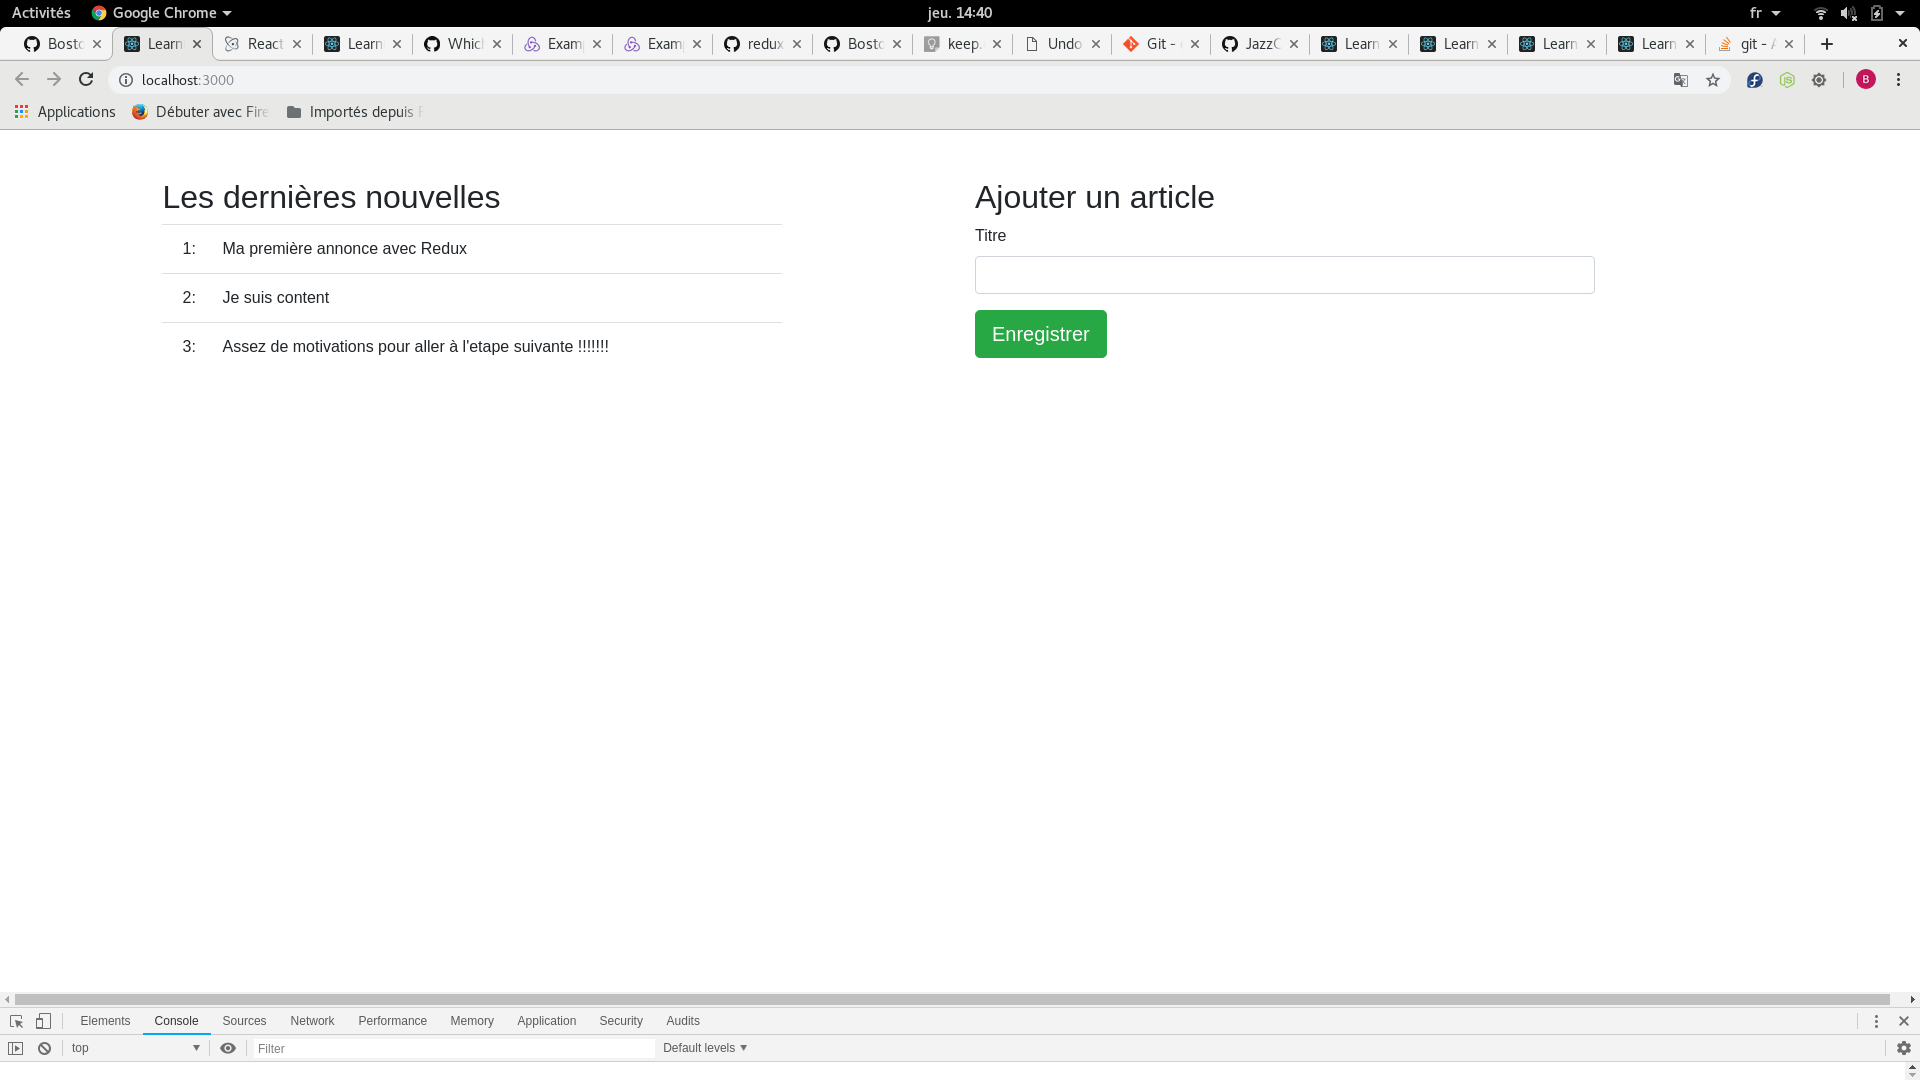 Activités Google Chrome jeu. 14:40 fr
Bosto Learn React Learn Which Examp Examp redux Bosto keep. Undo Git - JazzC Learn Learn Learn Learn git - A
localhost:3000 B
Applications Débuter avec Fire Importés depuis F
Les dernières nouvelles
1: Ma première annonce avec Redux
2: Je suis content
3: Assez de motivations pour aller à l'etape suivante !!!!!!!
Ajouter un article
Titre
Enregistrer
Elements Console Sources Network Performance Memory Application Security Audits
top Filter Default levels